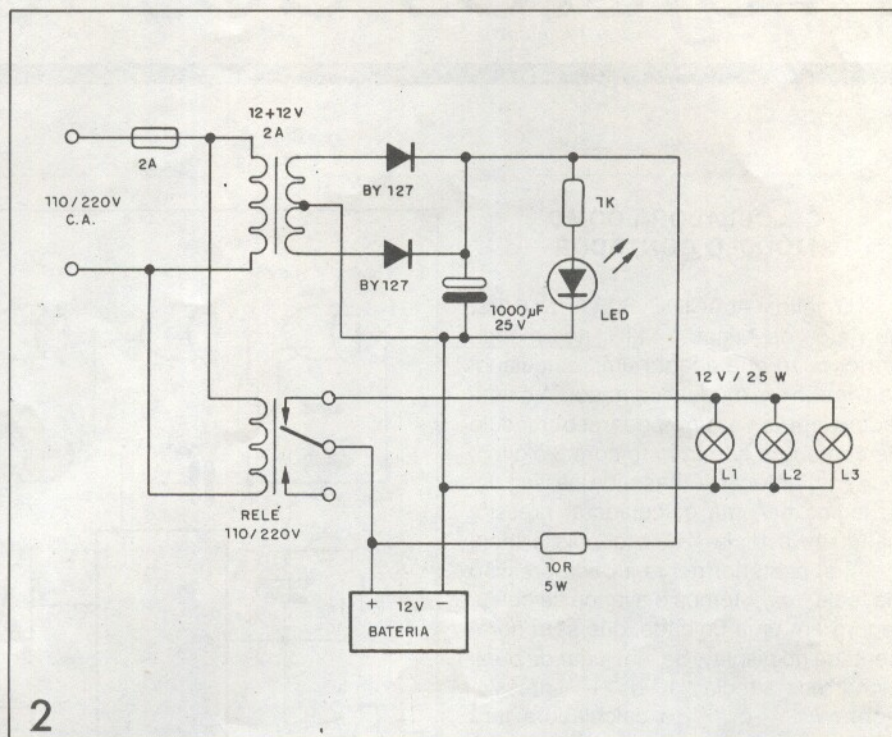 12+12V
2A
2A
110/220V
C.A.
BY 127
BY 127
1K
LED
1000µF
25V
12V / 25 W
L1
L2
L3
RELÉ
110/220V
10R
5W
+ 12V −
BATERIA
2